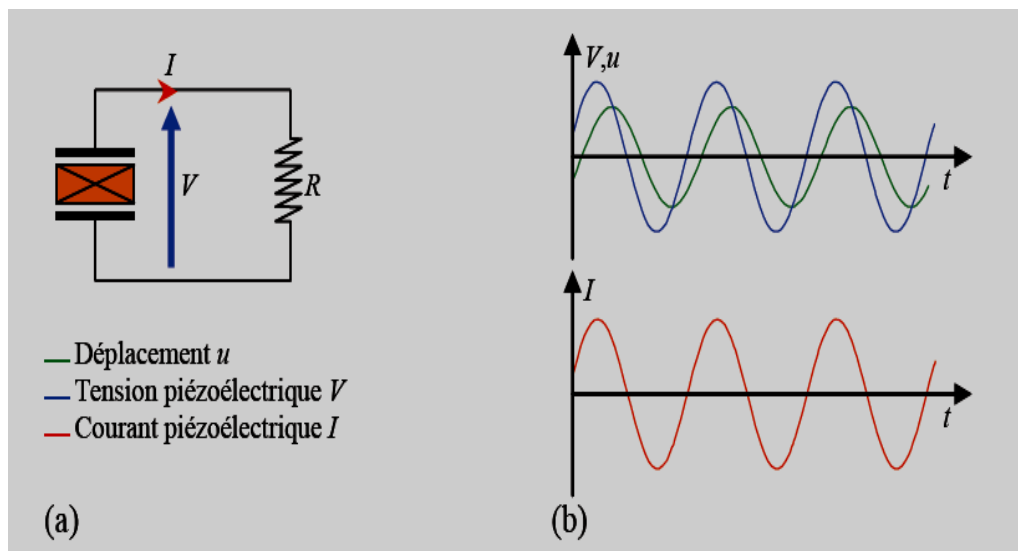 I
V
R
Déplacement u
Tension piézoélectrique V
Courant piézoélectrique I
(a)
V,u
t
I
t
(b)